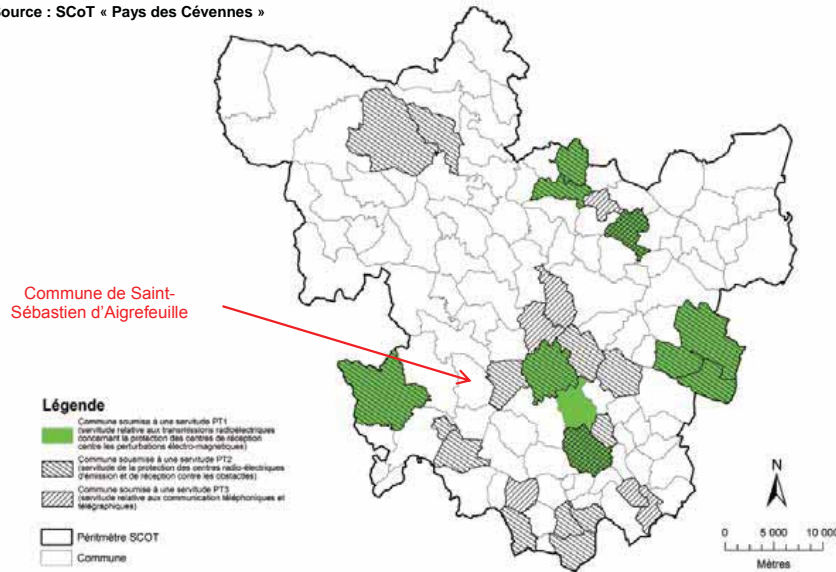 Source : SCoT « Pays des Cévennes »
Commune de Saint-
Sébastien d'Aigrefeuille
Légende
Commune soumise à une servitude PT1
(servitude relative aux transmissions radioélectriques
concernant la protection des centres de réception
contre les perturbations électro-magnétiques)
Commune soumise à une servitude PT2
(servitude de la protection des centres radio-électriques
d'émission et de réception contre les obstacles)
Commune soumise à une servitude PT3
(servitude relative aux communication téléphoniques et
télégraphiques)
Périmètre SCOT
Commune
N
0 5 000 10 000
Mètres